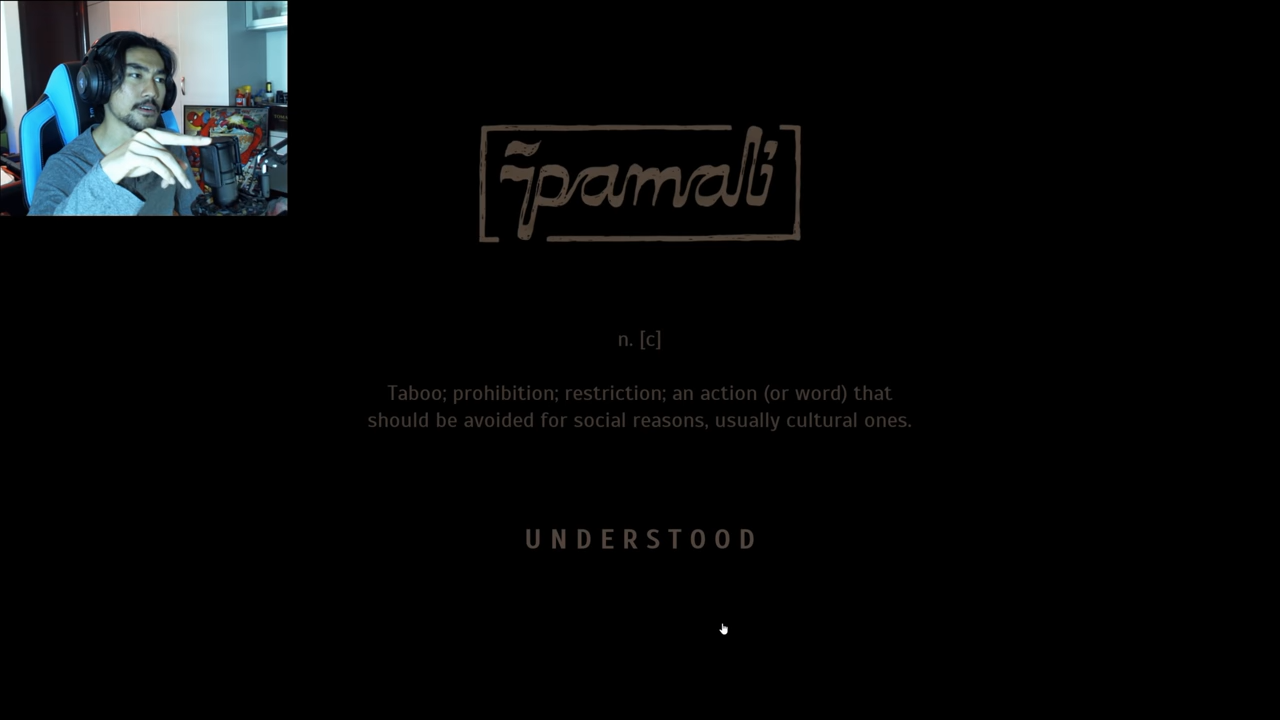 pamali
n. [c]
Taboo; prohibition; restriction; an action (or word) that
should be avoided for social reasons, usually cultural ones.
UNDERSTOOD